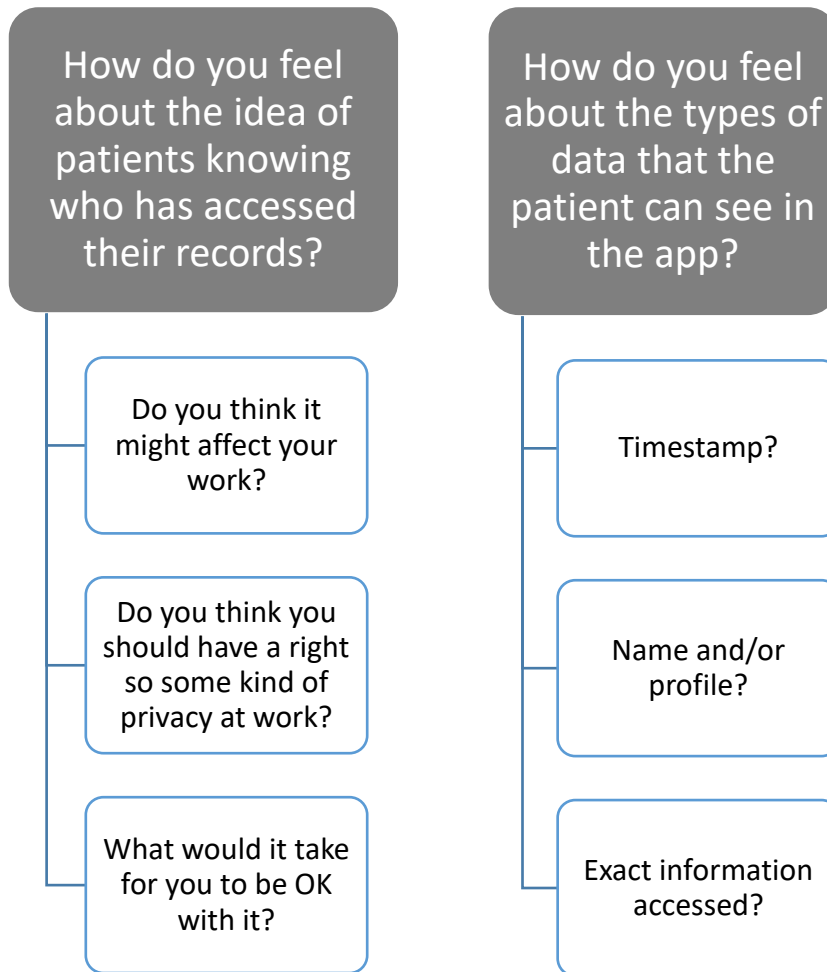 How do you feel
about the idea of
patients knowing
who has accessed
their records?
Do you think it
might affect your
work?
Do you think you
should have a right
so some kind of
privacy at work?
What would it take
for you to be OK
with it?
How do you feel
about the types of
data that the
patient can see in
the app?
Timestamp?
Name and/or
profile?
Exact information
accessed?